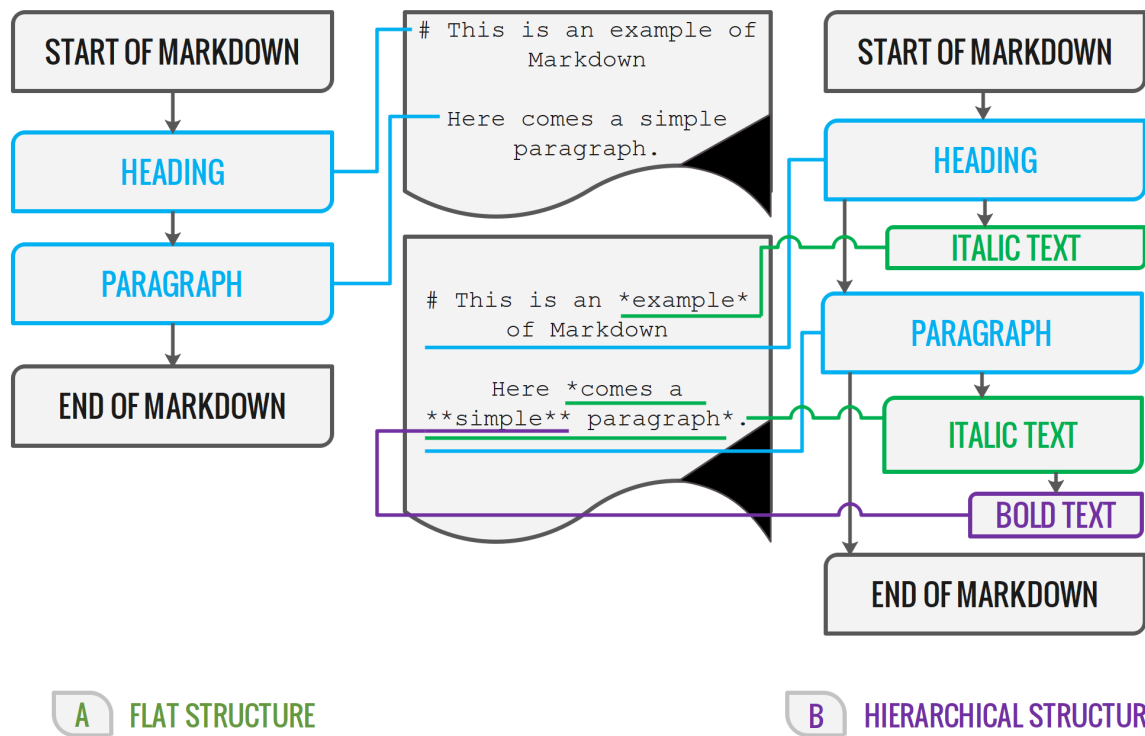 START OF MARKDOWN
HEADING
PARAGRAPH
END OF MARKDOWN
# This is an example of
Markdown
Here comes a simple
paragraph.
# This is an *example*
of Markdown
Here *comes a
**simple** paragraph*.
START OF MARKDOWN
HEADING
ITALIC TEXT
PARAGRAPH
ITALIC TEXT
BOLD TEXT
END OF MARKDOWN
A FLAT STRUCTURE
B HIERARCHICAL STRUCTUR